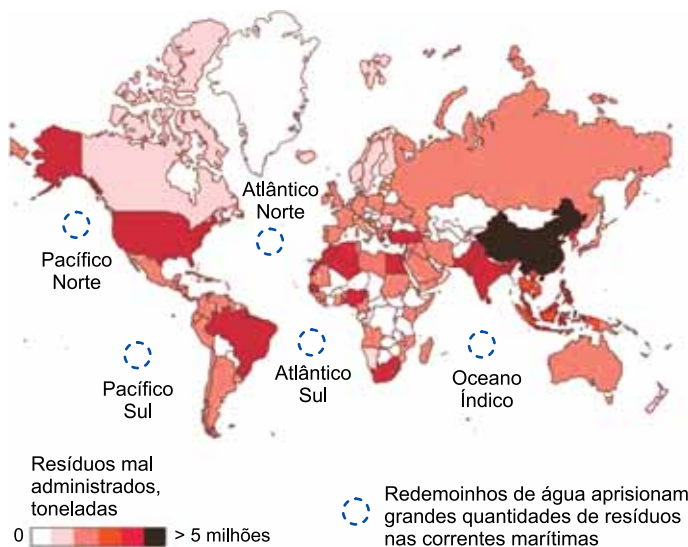 Atlântico
Norte
Pacífico
Norte
Pacífico
Sul
Atlântico
Sul
Oceano
Índico
Resíduos mal
administrados,
toneladas
0 > 5 milhões
Redemoinhos de água aprisionam
grandes quantidades de resíduos
nas correntes marítimas